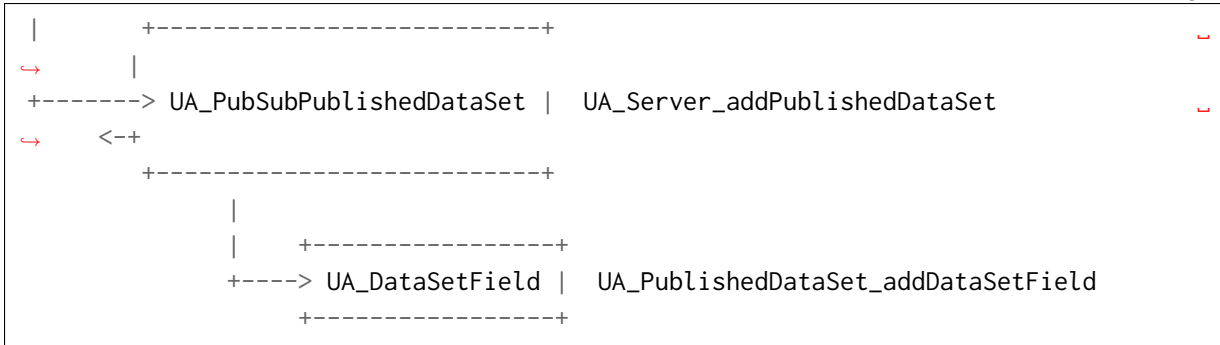 |       +---------------------------+                                              ␣
↪       |
+-------> UA_PubSubPublishedDataSet |  UA_Server_addPublishedDataSet              ␣
↪     <-+
        +---------------------------+
              |
              |    +-----------------+
              +----> UA_DataSetField |  UA_PublishedDataSet_addDataSetField
                   +-----------------+